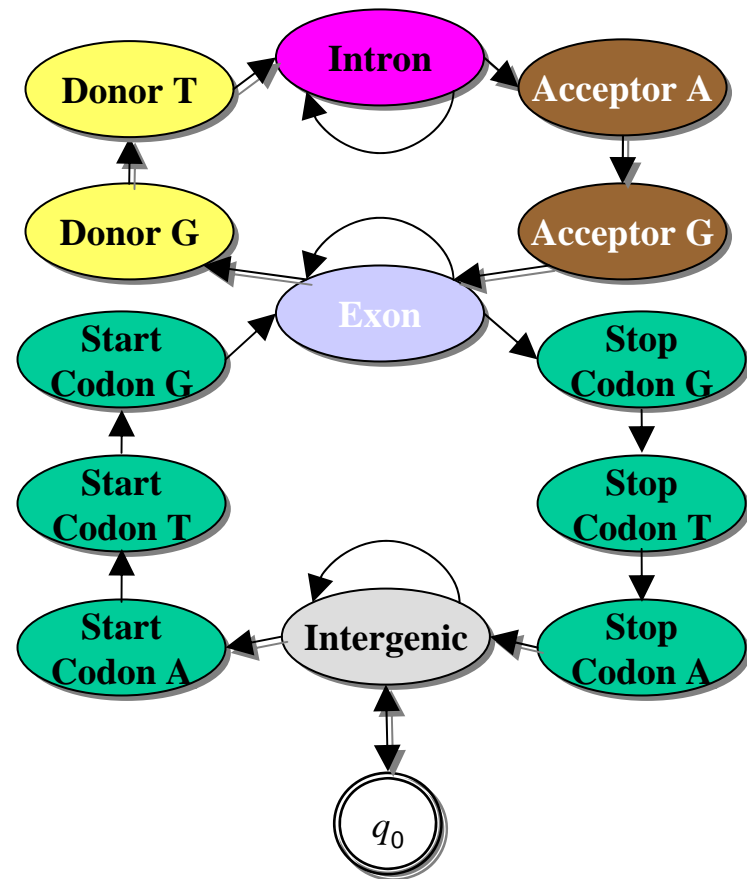 Intron
Donor T
Acceptor A
Donor G
Acceptor G
Exon
Start
Codon G
Stop
Codon G
Start
Codon T
Stop
Codon T
Start
Codon A
Intergenic
Stop
Codon A
q0